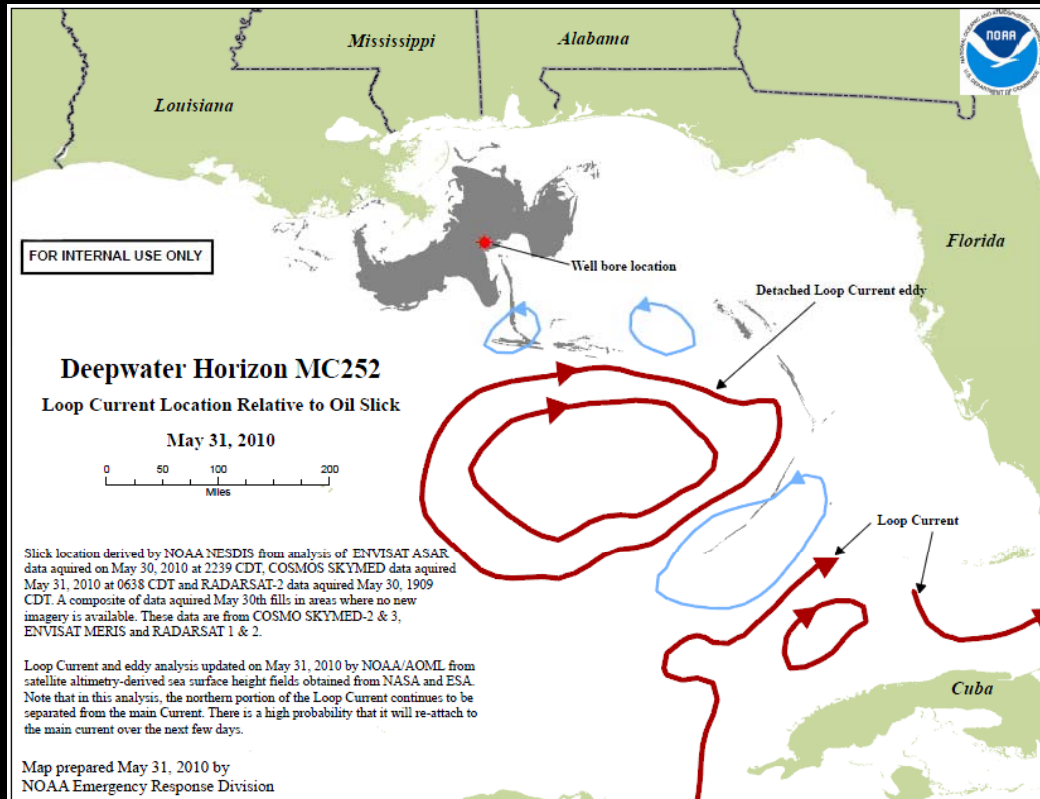 Mississippi
Alabama
NOAA
Louisiana
Florida
FOR INTERNAL USE ONLY
Well bore location
Detached Loop Current eddy
Deepwater Horizon MC252
Loop Current Location Relative to Oil Slick
May 31, 2010
0 50 100 200
Miles
Loop Current
Slick location derived by NOAA NESDIS from analysis of ENVISAT ASAR
data aquired on May 30, 2010 at 2239 CDT, COSMOS SKYMED data aquired
May 31, 2010 at 0638 CDT and RADARSAT-2 data aquired May 30, 1909
CDT. A composite of data aquired May 30th fills in areas where no new
imagery is available. These data are from COSMO SKYMED-2 & 3,
ENVISAT MERIS and RADARSAT 1 & 2.
Loop Current and eddy analysis updated on May 31, 2010 by NOAA/AOML from
satellite altimetry-derived sea surface height fields obtained from NASA and ESA.
Note that in this analysis, the northern portion of the Loop Current continues to be
separated from the main Current. There is a high probability that it will re-attach to
the main current over the next few days.
Cuba
Map prepared May 31, 2010 by
NOAA Emergency Response Division